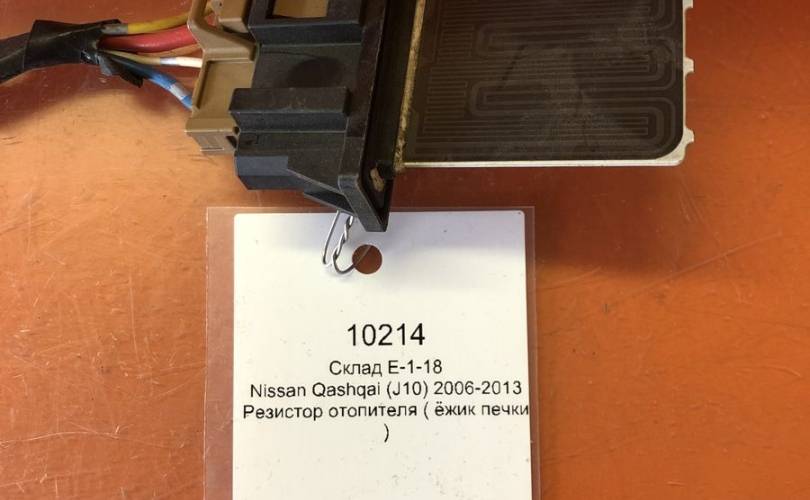 10214
Склад E-1-18
Nissan Qashqai (J10) 2006-2013
Резистор отопителя ( ёжик печки
)